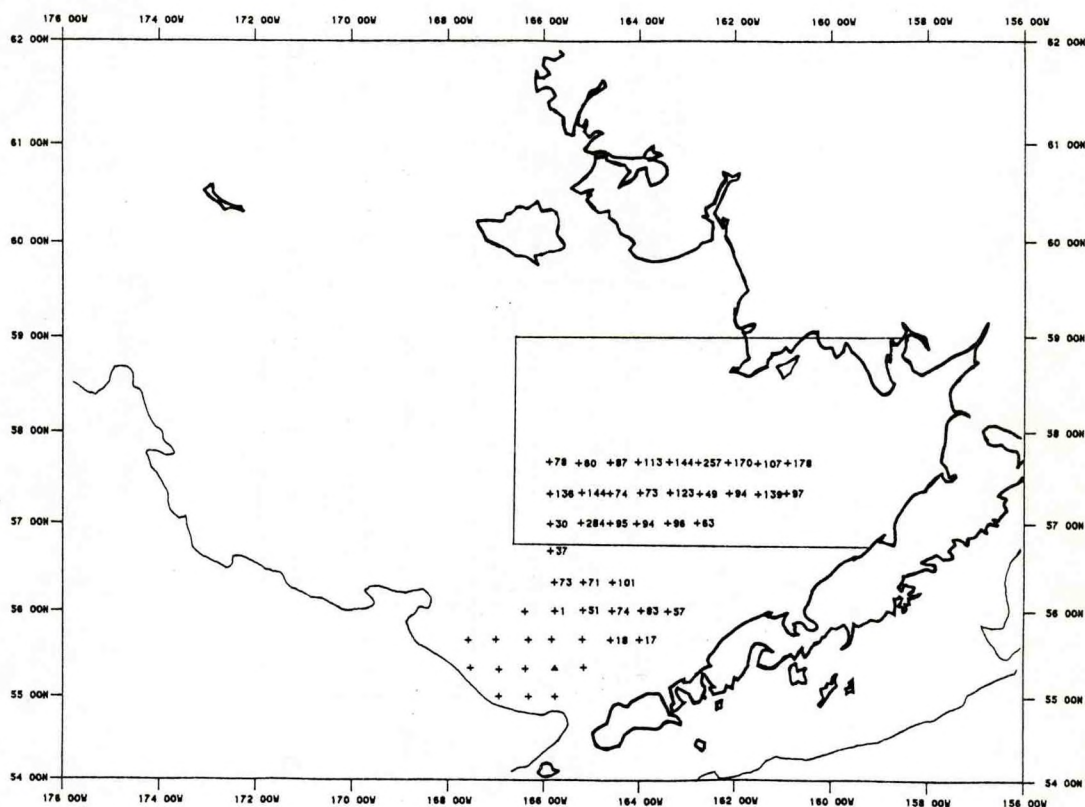 176 00W 174 00W 172 00W 170 00W 168 00W 166 00W 164 00W 162 00W 160 00W 158 00W 156 00W
62 00N 62 00N
61 00N 61 00N
60 00N 60 00N
59 00N 59 00N
58 00N 58 00N
+78 +60 +87 +113 +144 +257 +170 +107 +178
+136 +144 +74 +73 +123 +49 +94 +139 +97
57 00N +30 +284 +95 +94 +96 +63 57 00N
+37
+73 +71 +101
56 00N + +1 +51 +74 +83 +57 56 00N
+ + + + + +18 +17
+ + + ▲ +
55 00N + + + 55 00N
54 00N 54 00N
176 00W 174 00W 172 00W 170 00W 168 00W 166 00W 164 00W 162 00W 160 00W 158 00W 156 00W